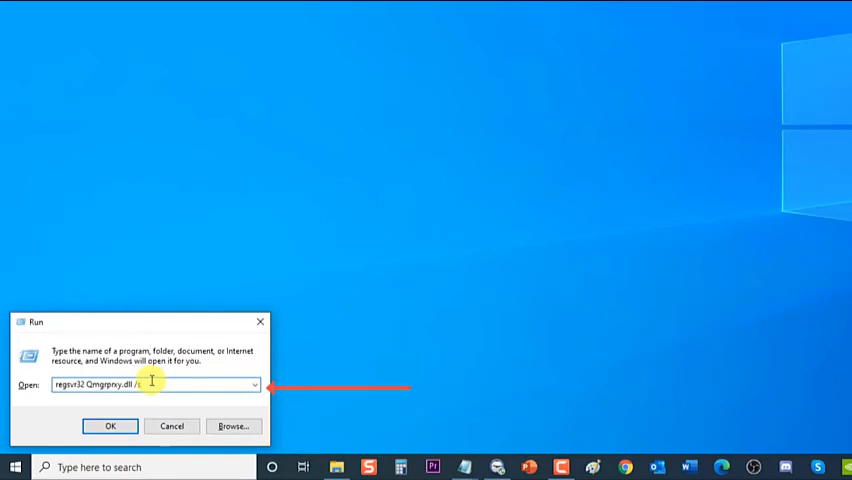 Run
Type the name of a program, folder, document, or Internet
resource, and Windows will open it for you.
Open:
regsvr32 Qmgrprxy.dll /s
OK
Cancel
Browse...
Type here to search